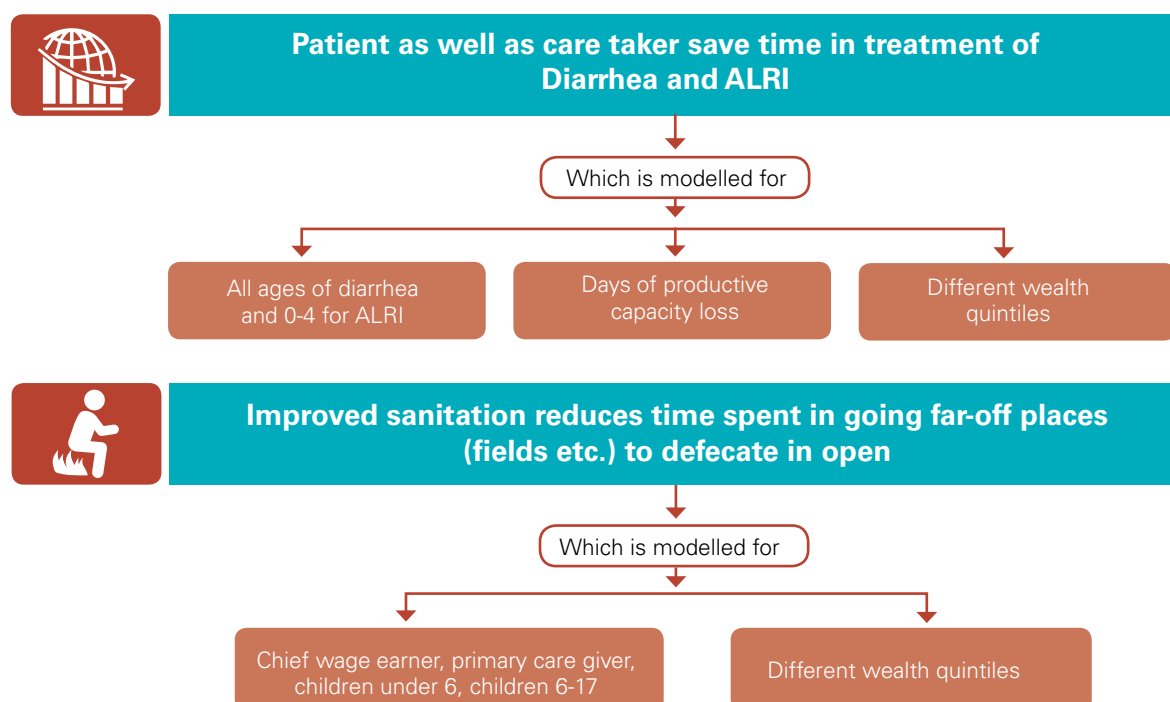 Patient as well as care taker save time in treatment of
Diarrhea and ALRI
Which is modelled for
All ages of diarrhea
and 0-4 for ALRI
Days of productive
capacity loss
Different wealth
quintiles
Improved sanitation reduces time spent in going far-off places
(fields etc.) to defecate in open
Which is modelled for
Chief wage earner, primary care giver,
children under 6, children 6-17
Different wealth quintiles